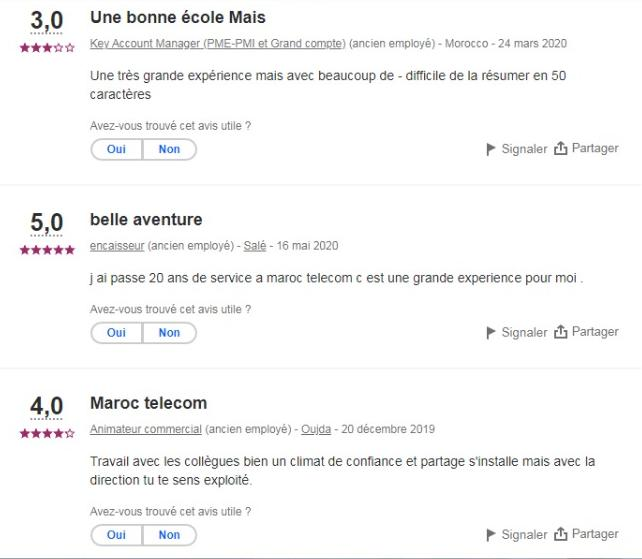 3,0
Une bonne école Mais
Key Account Manager (PME-PMI et Grand compte) (ancien employé) - Morocco - 24 mars 2020
Une très grande expérience mais avec beaucoup de - difficile de la résumer en 50
caractères
Avez-vous trouvé cet avis utile ?
Oui Non
Signaler Partager
5,0
belle aventure
encaisseur (ancien employé) - Salé - 16 mai 2020
j ai passe 20 ans de service a maroc telecom c est une grande experience pour moi .
Avez-vous trouvé cet avis utile ?
Oui Non
Signaler Partager
4,0
Maroc telecom
Animateur commercial (ancien employé) - Oujda - 20 décembre 2019
Travail avec les collègues bien un climat de confiance et partage s'installe mais avec la
direction tu te sens exploité.
Avez-vous trouvé cet avis utile ?
Oui Non
Signaler Partager